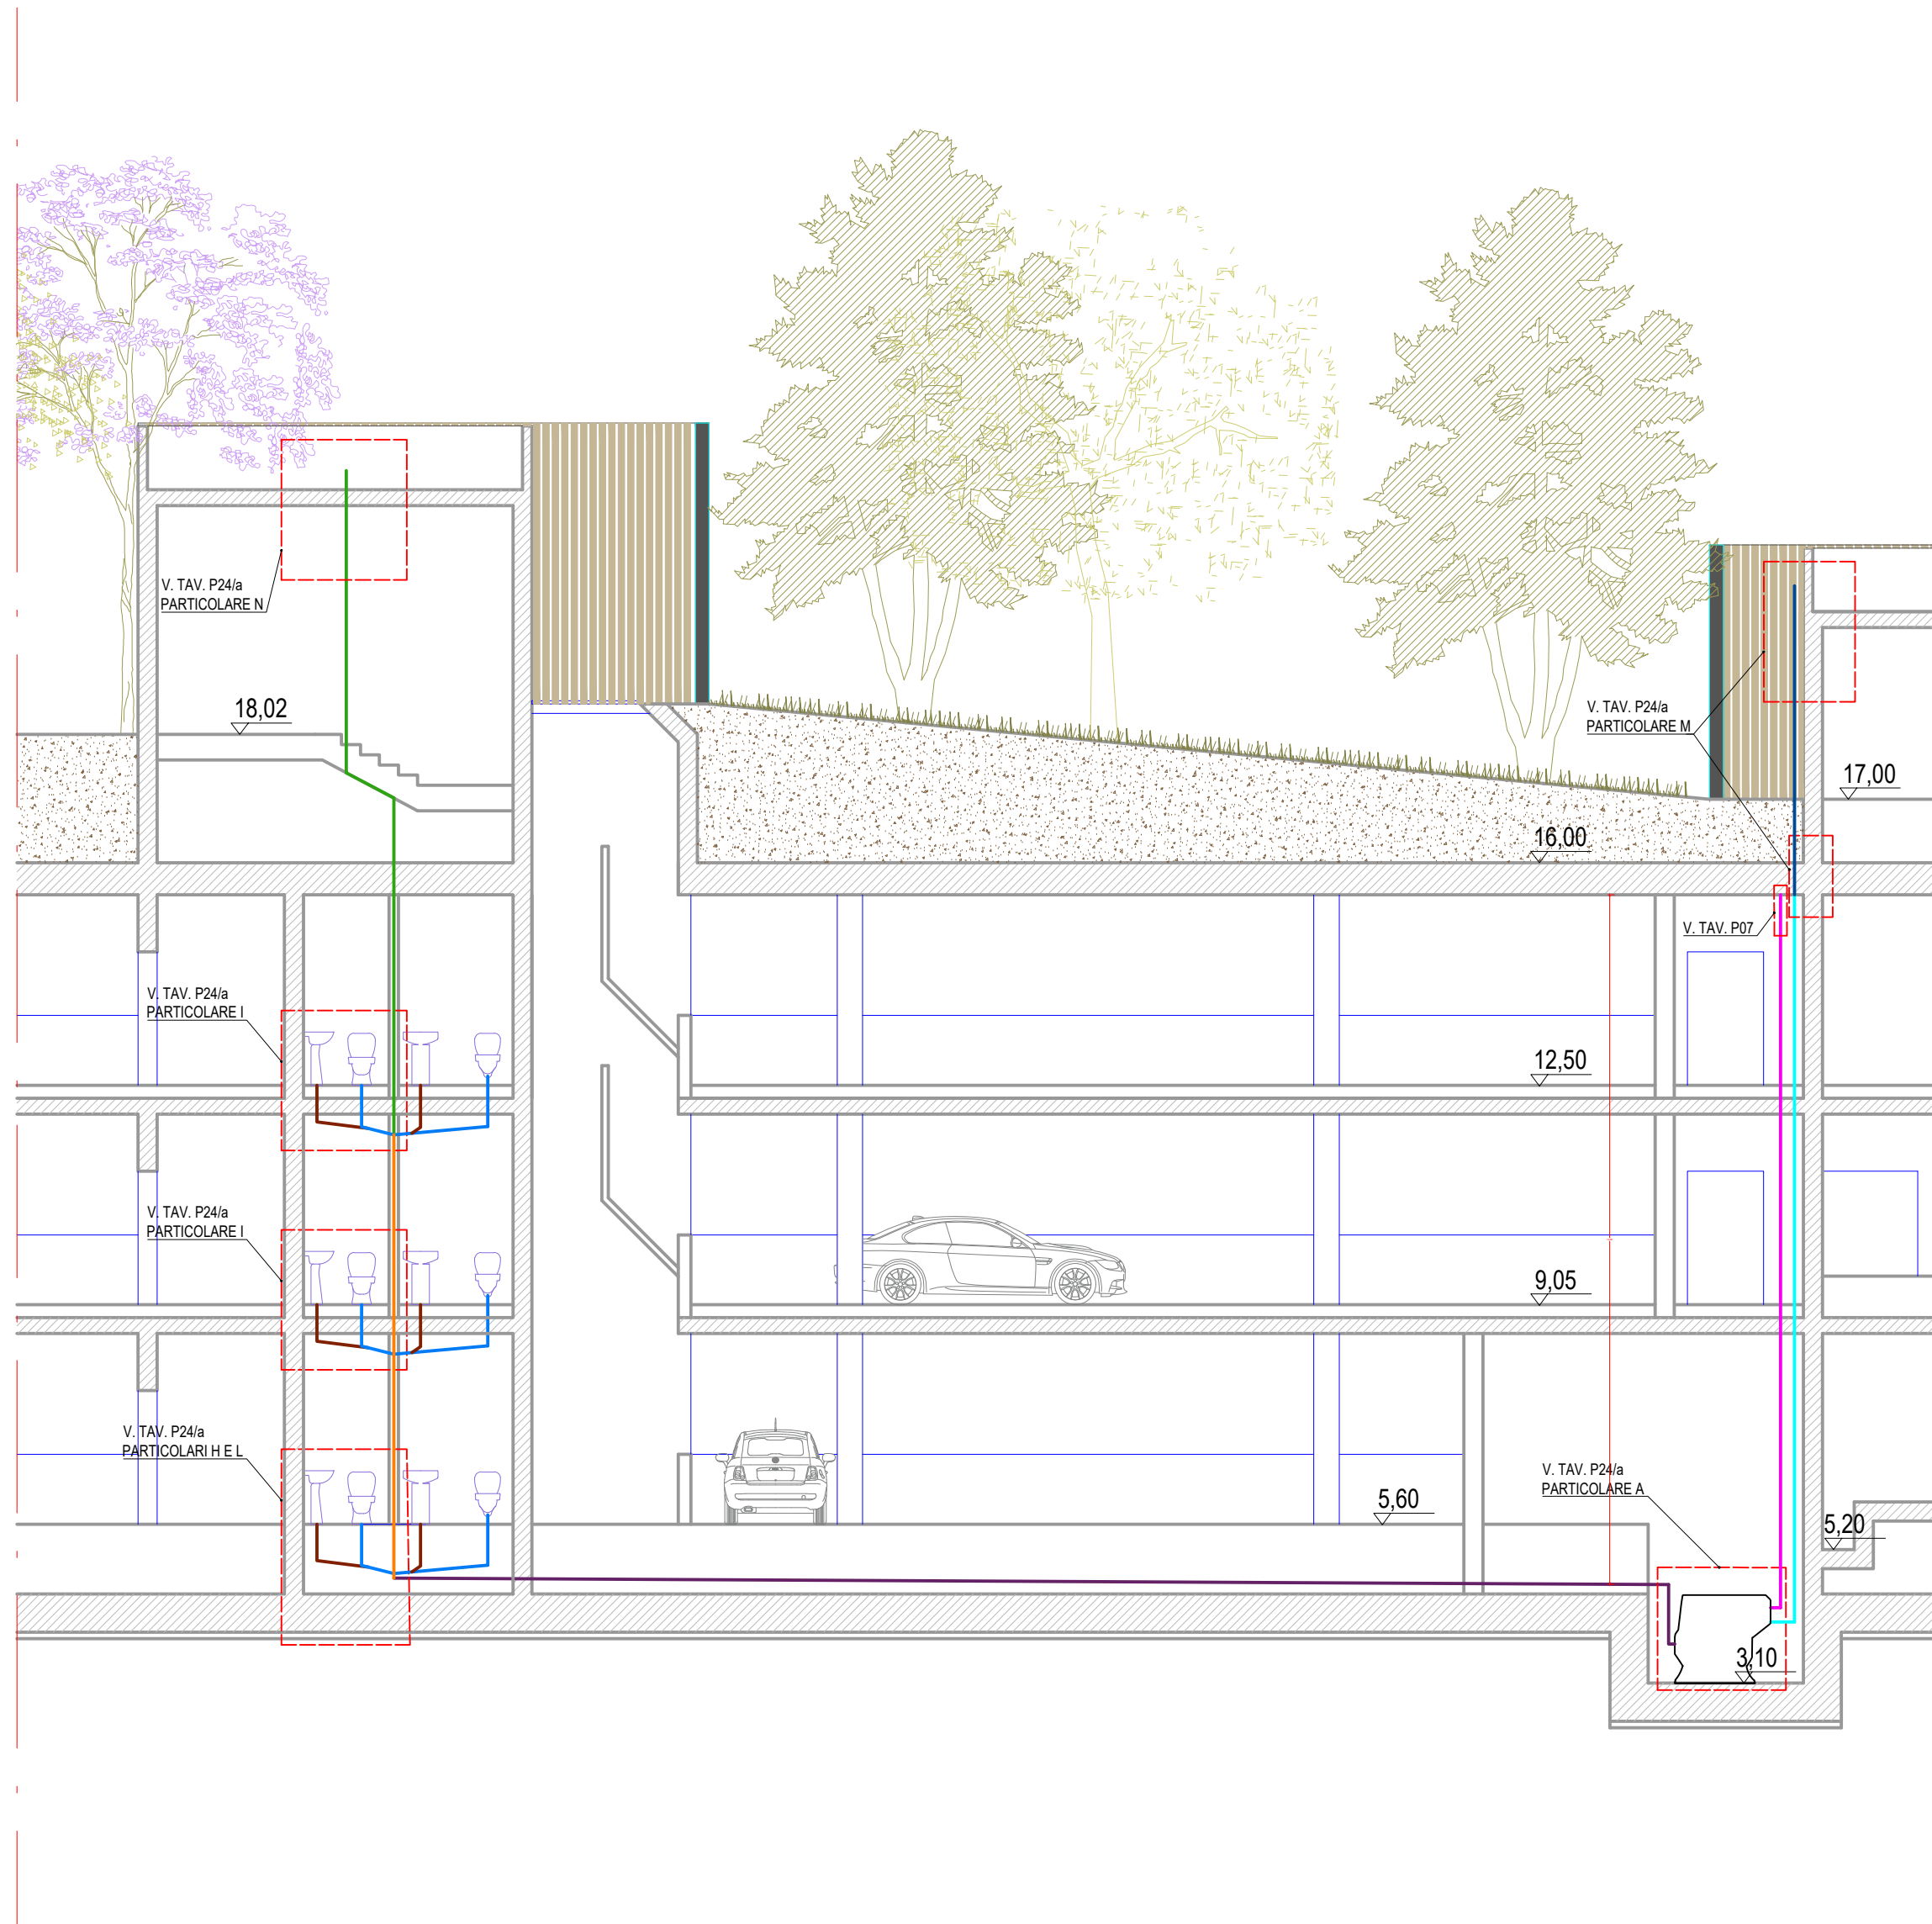 V. TAV. P24/a
PARTICOLARE N
18,02
V. TAV. P24/a
PARTICOLARE M
17,00
16,00
V. TAV. P07
V. TAV. P24/a
PARTICOLARE I
12,50
V. TAV. P24/a
PARTICOLARE I
9,05
V. TAV. P24/a
PARTICOLARI H E L
V. TAV. P24/a
PARTICOLARE A
5,60
5,20
3,10